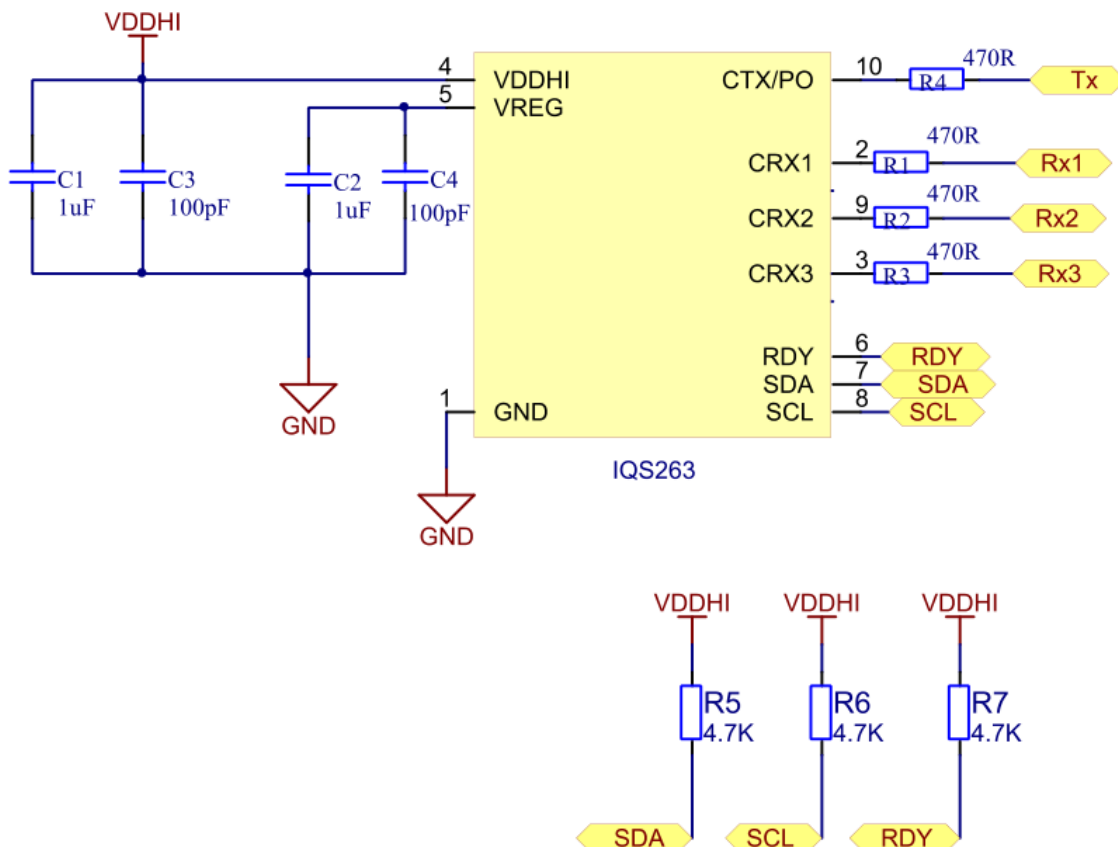 VDDHI
4
VDDHI
5
VREG
C1
1uF
C3
100pF
C2
1uF
C4
100pF
1
GND
GND
GND
CTX/PO
10
R4
470R
Tx
CRX1
2
R1
470R
Rx1
CRX2
9
R2
470R
Rx2
CRX3
3
R3
470R
Rx3
RDY
6
RDY
SDA
7
SDA
SCL
8
SCL
IQS263
VDDHI
VDDHI
VDDHI
R5
4.7K
R6
4.7K
R7
4.7K
SDA
SCL
RDY